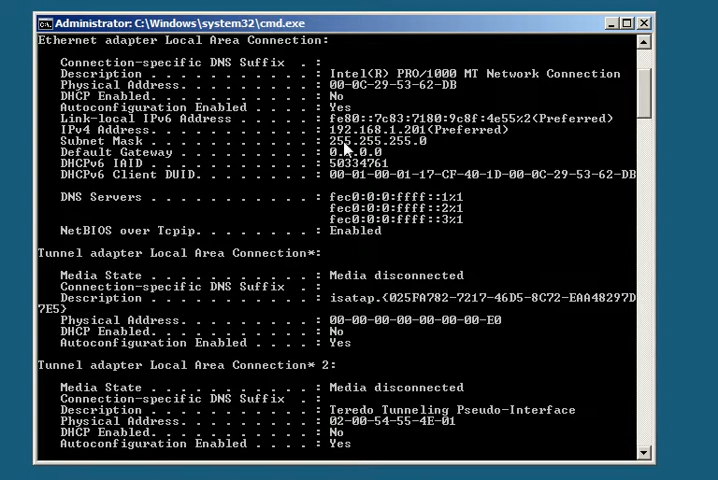 Administrator: C:\Windows\system32\cmd.exe
Ethernet adapter Local Area Connection:
Connection-specific DNS Suffix . :
Description . . . . . . . . . . . : Intel(R) PRO/1000 MT Network Connection
Physical Address. . . . . . . . . : 00-0C-29-53-62-DB
DHCP Enabled. . . . . . . . . . . : No
Autoconfiguration Enabled . . . . : Yes
Link-local IPv6 Address . . . . . : fe80::7c83:7180:9c8f:4e55%2(Preferred)
IPv4 Address. . . . . . . . . . . : 192.168.1.201(Preferred)
Subnet Mask . . . . . . . . . . . : 255.255.255.0
Default Gateway . . . . . . . . . : 0.0.0.0
DHCPv6 IAID . . . . . . . . . . . : 50334761
DHCPv6 Client DUID. . . . . . . . : 00-01-00-01-17-CF-40-1D-00-0C-29-53-62-DB
DNS Servers . . . . . . . . . . . : fec0:0:0:ffff::1%1
fec0:0:0:ffff::2%1
fec0:0:0:ffff::3%1
NetBIOS over Tcpip. . . . . . . . : Enabled
Tunnel adapter Local Area Connection*:
Media State . . . . . . . . . . . : Media disconnected
Connection-specific DNS Suffix . :
Description . . . . . . . . . . . : isatap.{025FA782-7217-46D5-8C72-EAA48297D
7E5}
Physical Address. . . . . . . . . : 00-00-00-00-00-00-00-E0
DHCP Enabled. . . . . . . . . . . : No
Autoconfiguration Enabled . . . . : Yes
Tunnel adapter Local Area Connection* 2:
Media State . . . . . . . . . . . : Media disconnected
Connection-specific DNS Suffix . :
Description . . . . . . . . . . . : Teredo Tunneling Pseudo-Interface
Physical Address. . . . . . . . . : 02-00-54-55-4E-01
DHCP Enabled. . . . . . . . . . . : No
Autoconfiguration Enabled . . . . : Yes